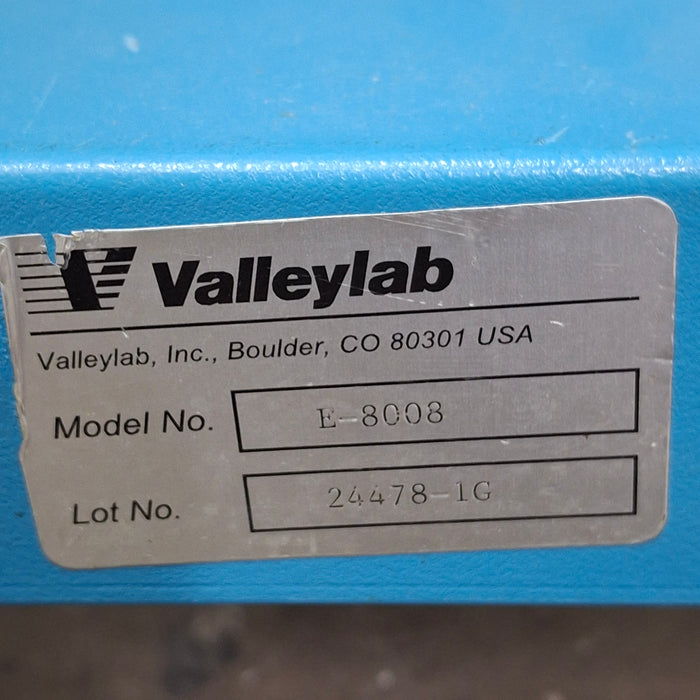 Valleylab
Valleylab, Inc., Boulder, CO 80301 USA
Model No. E-8008
Lot No. 24478-1G